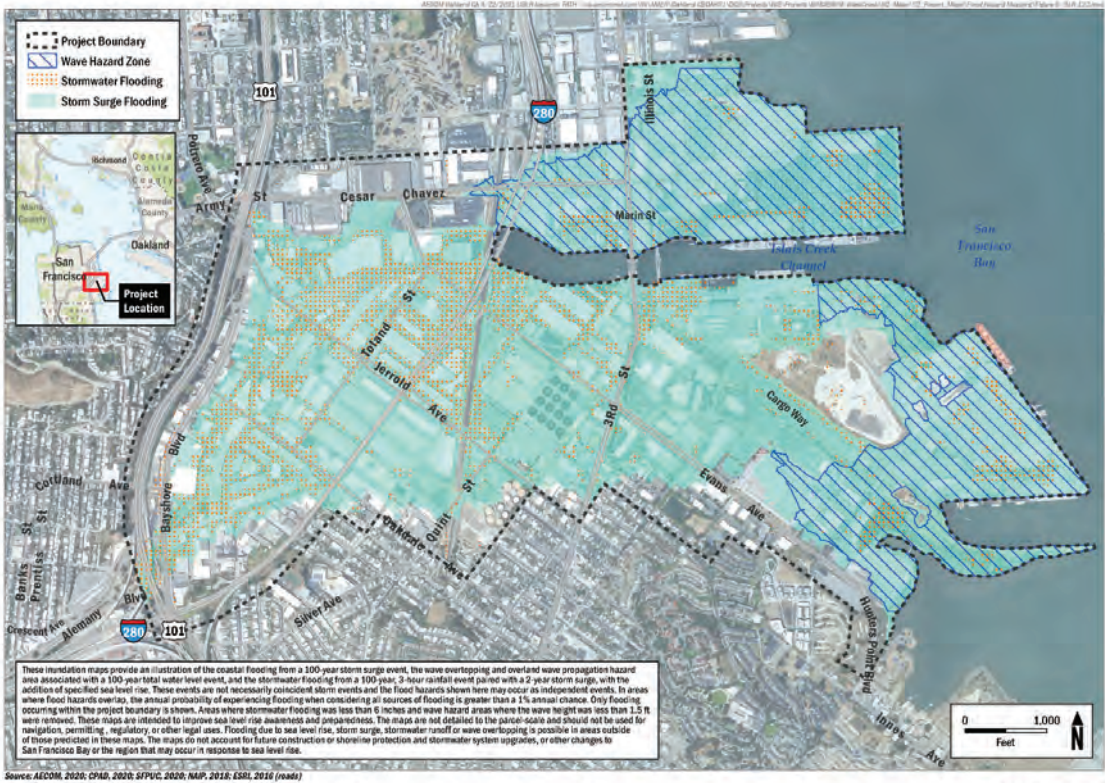 Project Boundary
Wave Hazard Zone
Stormwater Flooding
Storm Surge Flooding
101
280
Illinois St
Richmond
Contra
Costa
County
Marin
County
Alameda
County
Oakland
San
Francisco
Project
Location
Potrero Ave
Army St
Cesar Chavez
Marin St
Islais Creek
Channel
San
Francisco
Bay
Toland St
Jerrold Ave
3Rd St
Cargo Way
Evans Ave
Bayshore Blvd
Cortland Ave
Quint St
Oakdale Ave
Banks St
Prentiss St
Silver Ave
Crescent Ave
Alemany Blvd
280
101
Hunters Point Blvd
Innes Ave
These inundation maps provide an illustration of the coastal flooding from a 100-year storm surge event, the wave overtopping and overland wave propagation hazard
area associated with a 100-year total water level event, and the stormwater flooding from a 100-year, 3-hour rainfall event paired with a 2-year storm surge, with the
addition of specified sea level rise. These events are not necessarily coincident storm events and the flood hazards shown here may occur as independent events. In areas
where flood hazards overlap, the annual probability of experiencing flooding when considering all sources of flooding is greater than a 1% annual chance. Only flooding
occurring within the project boundary is shown. Areas where stormwater flooding was less than 6 inches and wave hazard areas where the wave height was less than 1.5 ft
were removed. These maps are intended to improve sea level rise awareness and preparedness. The maps are not detailed to the parcel-scale and should not be used for
navigation, permitting, regulatory, or other legal uses. Flooding due to sea level rise, storm surge, stormwater runoff or wave overtopping is possible in areas outside
of those predicted in these maps. The maps do not account for future construction or shoreline protection and stormwater system upgrades, or other changes to
San Francisco Bay or the region that may occur in response to sea level rise.
0 1,000
Feet
N
Source: AECOM, 2020; CPAD, 2020; SFPUC, 2020; NAIP, 2018; ESRI, 2016 (roads)